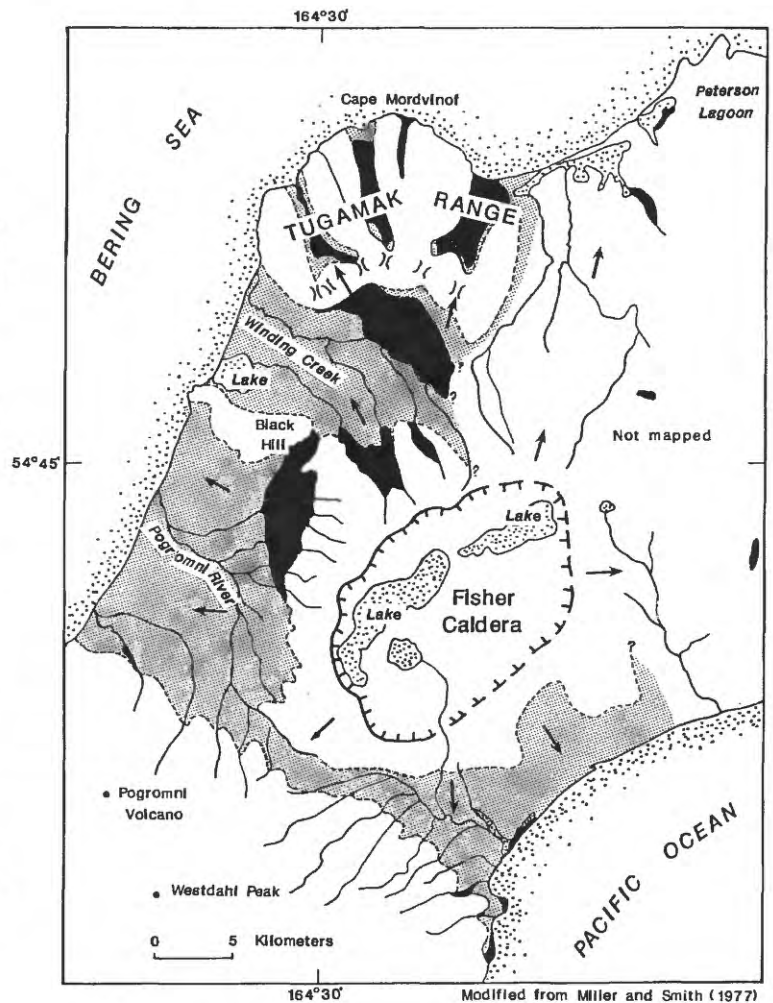 164°30'
Cape Mordvinof
Peterson
Lagoon
BERING SEA
TUGAMAK RANGE
Winding Creek
Lake
Black
Hill
54°45'
Not mapped
Lake
Pogromni River
Lake
Fisher
Caldera
?
?
?
?
Pogromni
Volcano
Westdahl Peak
PACIFIC OCEAN
0 5 Kilometers
164°30'
Modified from Miller and Smith (1977)